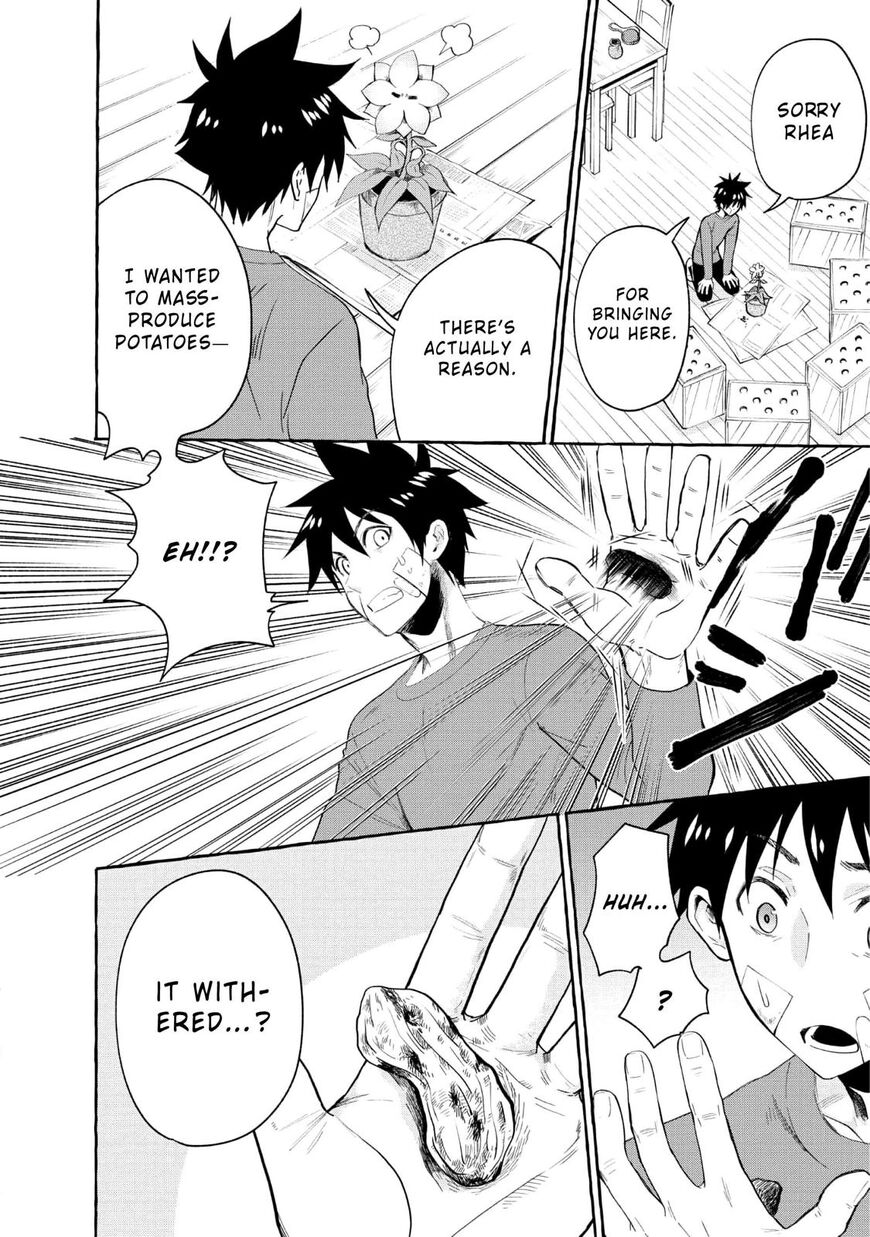 SORRY
RHEA
FOR
BRINGING
YOU HERE.
THERE'S
ACTUALLY A
REASON.
I WANTED
TO MASS-
PRODUCE
POTATOES—
EH!!?
HUH...
?
IT WITH-
ERED...?